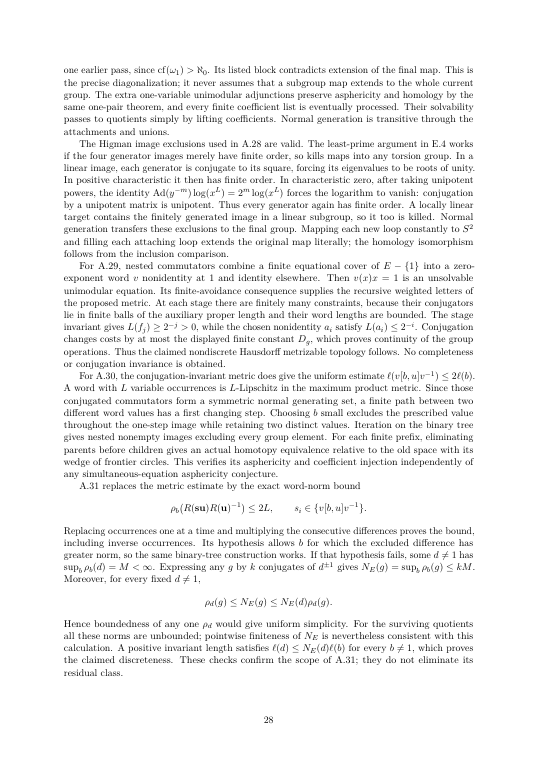 one earlier pass, since cf(ω₁) > ℵ₀. Its listed block contradicts extension of the final map. This is
the precise diagonalization; it never assumes that a subgroup map extends to the whole current
group. The extra one-variable unimodular adjunctions preserve asphericity and homology by the
same one-pair theorem, and every finite coefficient list is eventually processed. Their solvability
passes to quotients simply by lifting coefficients. Normal generation is transitive through the
attachments and unions.
The Higman image exclusions used in A.28 are valid. The least-prime argument in E.4 works
if the four generator images merely have finite order, so kills maps into any torsion group. In a
linear image, each generator is conjugate to its square, forcing its eigenvalues to be roots of unity.
In positive characteristic it then has finite order. In characteristic zero, after taking unipotent
powers, the identity Ad(y⁻ᵐ) log(xᴸ) = 2ᵐ log(xᴸ) forces the logarithm to vanish: conjugation
by a unipotent matrix is unipotent. Thus every generator again has finite order. A locally linear
target contains the finitely generated image in a linear subgroup, so it too is killed. Normal
generation transfers these exclusions to the final group. Mapping each new loop constantly to S²
and filling each attaching loop extends the original map literally; the homology isomorphism
follows from the inclusion comparison.
For A.29, nested commutators combine a finite equational cover of E − {1} into a zero-
exponent word v nonidentity at 1 and identity elsewhere. Then v(x)x = 1 is an unsolvable
unimodular equation. Its finite-avoidance consequence supplies the recursive weighted letters of
the proposed metric. At each stage there are finitely many constraints, because their conjugators
lie in finite balls of the auxiliary proper length and their word lengths are bounded. The stage
invariant gives L(fⱼ) ≥ 2⁻ʲ > 0, while the chosen nonidentity aᵢ satisfy L(aᵢ) ≤ 2⁻ⁱ. Conjugation
changes costs by at most the displayed finite constant D_g, which proves continuity of the group
operations. Thus the claimed nondiscrete Hausdorff metrizable topology follows. No completeness
or conjugation invariance is obtained.
For A.30, the conjugation-invariant metric does give the uniform estimate ℓ(v[b, u]v⁻¹) ≤ 2ℓ(b).
A word with L variable occurrences is L-Lipschitz in the maximum product metric. Since those
conjugated commutators form a symmetric normal generating set, a finite path between two
different word values has a first changing step. Choosing b small excludes the prescribed value
throughout the one-step image while retaining two distinct values. Iteration on the binary tree
gives nested nonempty images excluding every group element. For each finite prefix, eliminating
parents before children gives an actual homotopy equivalence relative to the old space with its
wedge of frontier circles. This verifies its asphericity and coefficient injection independently of
any simultaneous-equation asphericity conjecture.
A.31 replaces the metric estimate by the exact word-norm bound
ρ_b(R(su)R(u)⁻¹) ≤ 2L, sᵢ ∈ {v[b, u]v⁻¹}.
Replacing occurrences one at a time and multiplying the consecutive differences proves the bound,
including inverse occurrences. Its hypothesis allows b for which the excluded difference has
greater norm, so the same binary-tree construction works. If that hypothesis fails, some d ≠ 1 has
sup_b ρ_b(d) = M < ∞. Expressing any g by k conjugates of d^{±1} gives N_E(g) = sup_b ρ_b(g) ≤ kM.
Moreover, for every fixed d ≠ 1,
ρ_d(g) ≤ N_E(g) ≤ N_E(d)ρ_d(g).
Hence boundedness of any one ρ_d would give uniform simplicity. For the surviving quotients
all these norms are unbounded; pointwise finiteness of N_E is nevertheless consistent with this
calculation. A positive invariant length satisfies ℓ(d) ≤ N_E(d)ℓ(b) for every b ≠ 1, which proves
the claimed discreteness. These checks confirm the scope of A.31; they do not eliminate its
residual class.
28